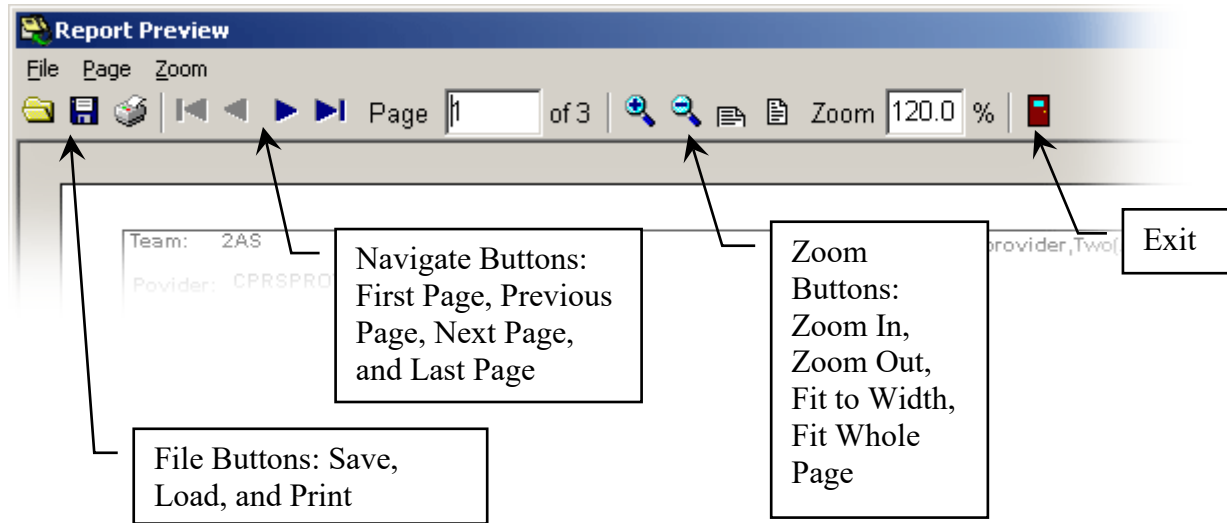 Report Preview
File Page Zoom
Page 1 of 3 Zoom 120.0 %
Team: 2AS
provider,Two(
Povider: CPRSPRO
Navigate Buttons:
First Page, Previous
Page, Next Page,
and Last Page
Zoom
Buttons:
Zoom In,
Zoom Out,
Fit to Width,
Fit Whole
Page
Exit
File Buttons: Save,
Load, and Print